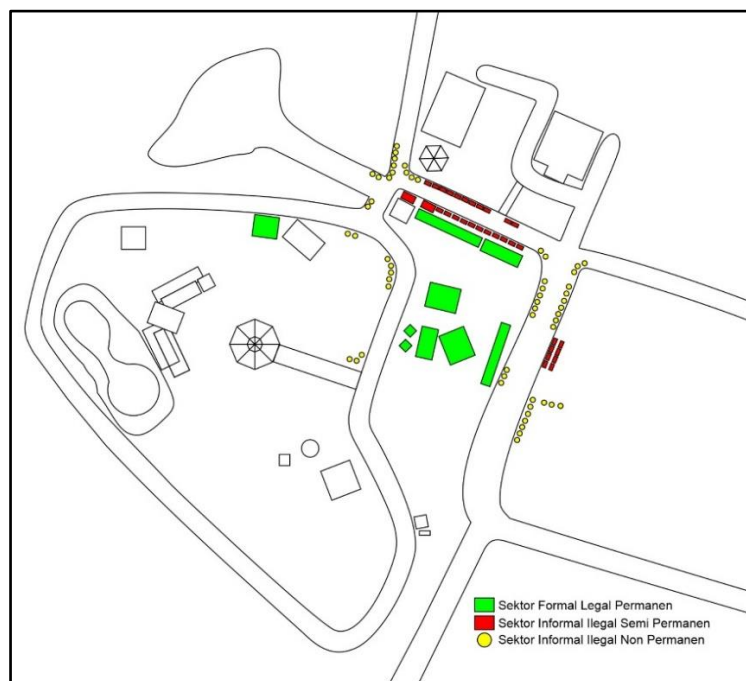 Sektor Formal Legal Permanen
Sektor Informal Ilegal Semi Permanen
Sektor Informal Ilegal Non Permanen